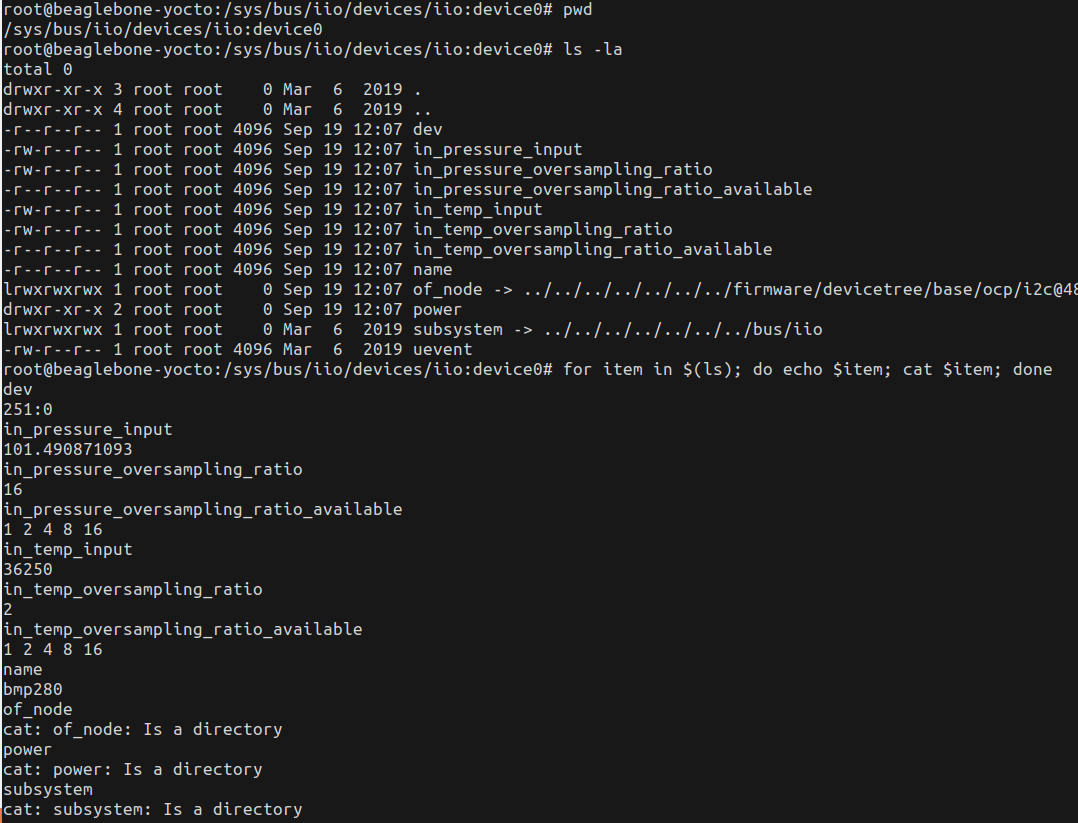 root@beaglebone-yocto:/sys/bus/iio/devices/iio:device0# pwd
/sys/bus/iio/devices/iio:device0
root@beaglebone-yocto:/sys/bus/iio/devices/iio:device0# ls -la
total 0
drwxr-xr-x 3 root root    0 Mar  6  2019 .
drwxr-xr-x 4 root root    0 Mar  6  2019 ..
-r--r--r-- 1 root root 4096 Sep 19 12:07 dev
-rw-r--r-- 1 root root 4096 Sep 19 12:07 in_pressure_input
-rw-r--r-- 1 root root 4096 Sep 19 12:07 in_pressure_oversampling_ratio
-r--r--r-- 1 root root 4096 Sep 19 12:07 in_pressure_oversampling_ratio_available
-rw-r--r-- 1 root root 4096 Sep 19 12:07 in_temp_input
-rw-r--r-- 1 root root 4096 Sep 19 12:07 in_temp_oversampling_ratio
-r--r--r-- 1 root root 4096 Sep 19 12:07 in_temp_oversampling_ratio_available
-r--r--r-- 1 root root 4096 Sep 19 12:07 name
lrwxrwxrwx 1 root root    0 Sep 19 12:07 of_node -> ../../../../../../../firmware/devicetree/base/ocp/i2c@48
drwxr-xr-x 2 root root    0 Sep 19 12:07 power
lrwxrwxrwx 1 root root    0 Mar  6  2019 subsystem -> ../../../../../../../bus/iio
-rw-r--r-- 1 root root 4096 Mar  6  2019 uevent
root@beaglebone-yocto:/sys/bus/iio/devices/iio:device0# for item in $(ls); do echo $item; cat $item; done
dev
251:0
in_pressure_input
101.490871093
in_pressure_oversampling_ratio
16
in_pressure_oversampling_ratio_available
1 2 4 8 16
in_temp_input
36250
in_temp_oversampling_ratio
2
in_temp_oversampling_ratio_available
1 2 4 8 16
name
bmp280
of_node
cat: of_node: Is a directory
power
cat: power: Is a directory
subsystem
cat: subsystem: Is a directory